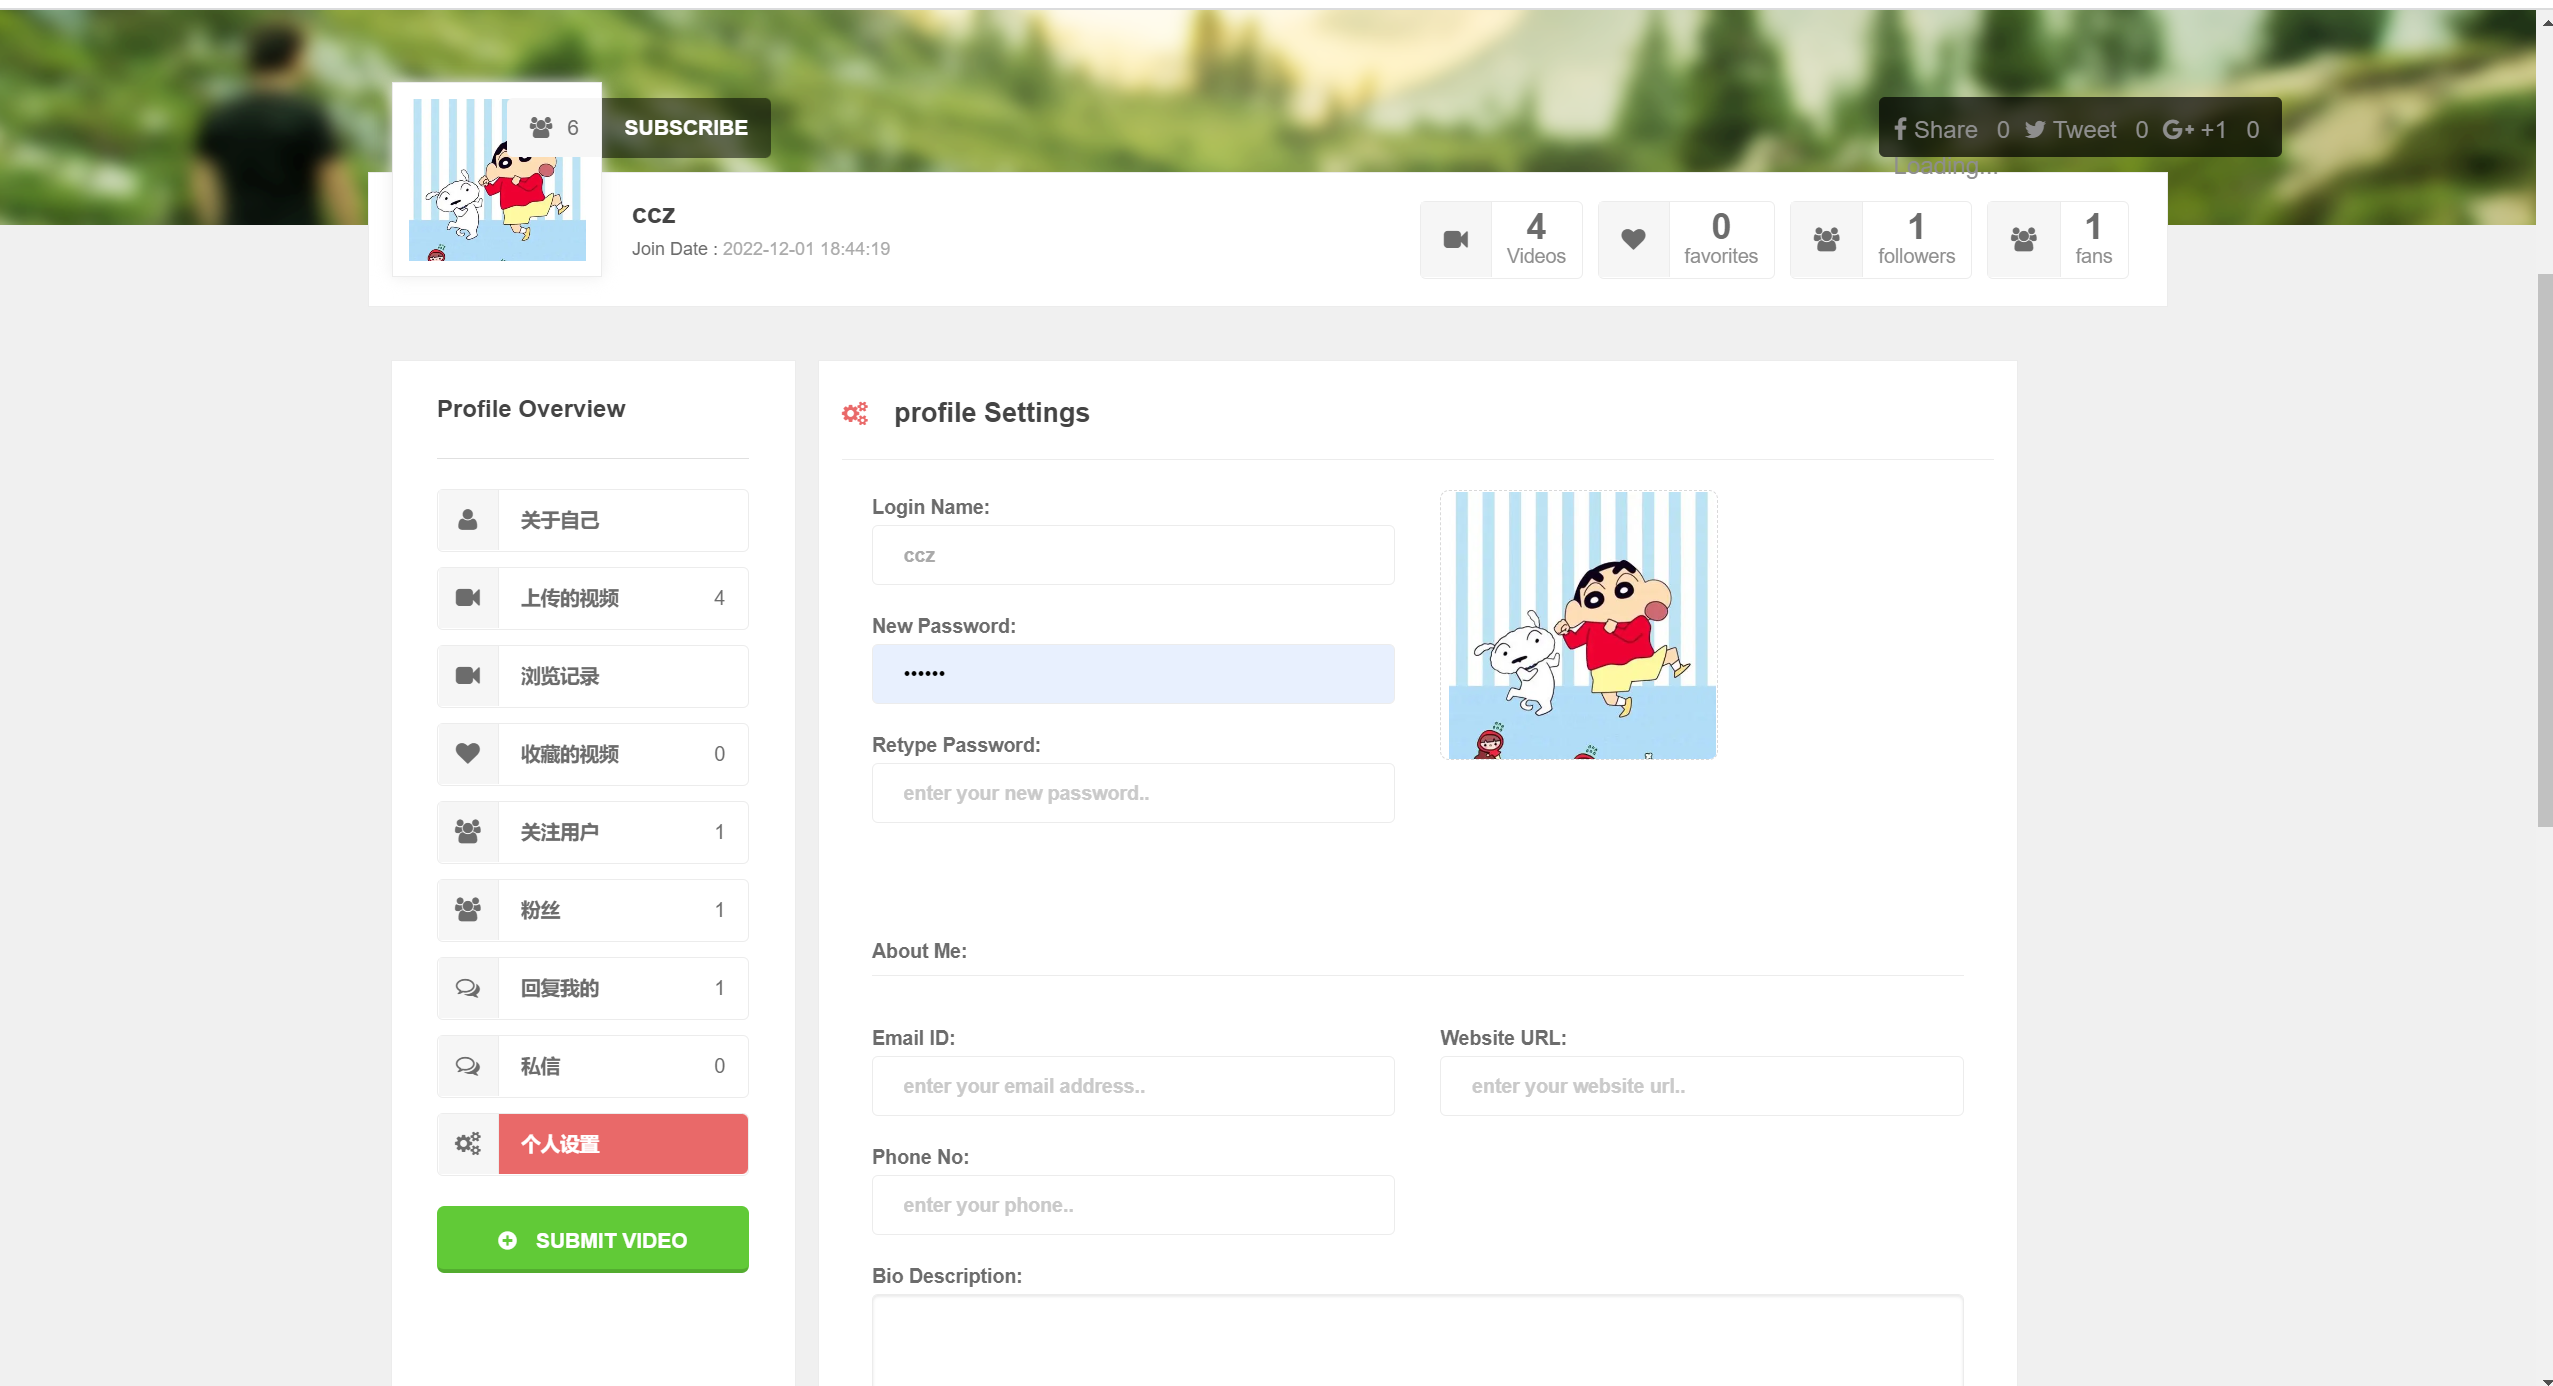 6 SUBSCRIBE
Share 0 Tweet 0 +1 0
Loading...
ccz
Join Date : 2022-12-01 18:44:19
4
Videos
0
favorites
1
followers
1
fans
Profile Overview
关于自己
上传的视频 4
浏览记录
收藏的视频 0
关注用户 1
粉丝 1
回复我的 1
私信 0
个人设置
SUBMIT VIDEO
profile Settings
Login Name:
ccz
New Password:
••••••
Retype Password:
enter your new password..
About Me:
Email ID:
enter your email address..
Website URL:
enter your website url..
Phone No:
enter your phone..
Bio Description: